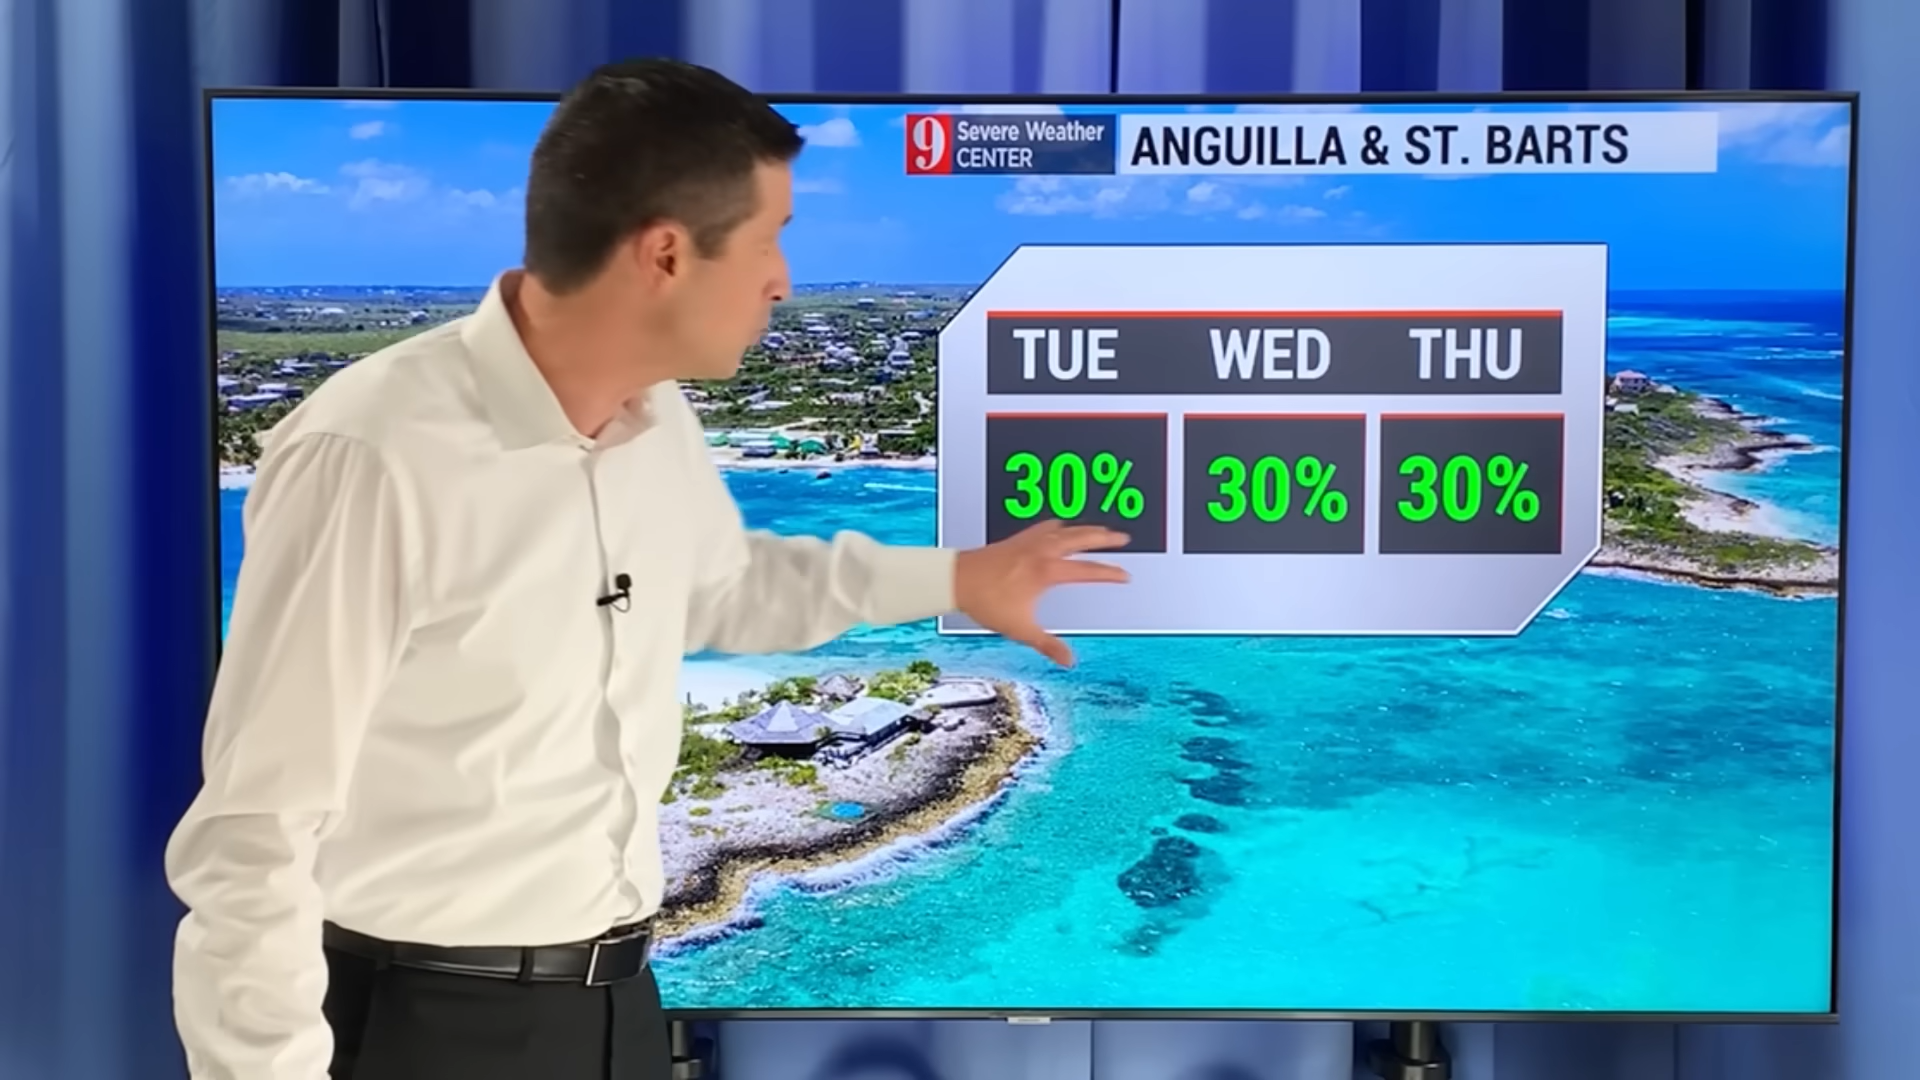 9 Severe Weather
CENTER
ANGUILLA & ST. BARTS
TUE WED THU
30% 30% 30%